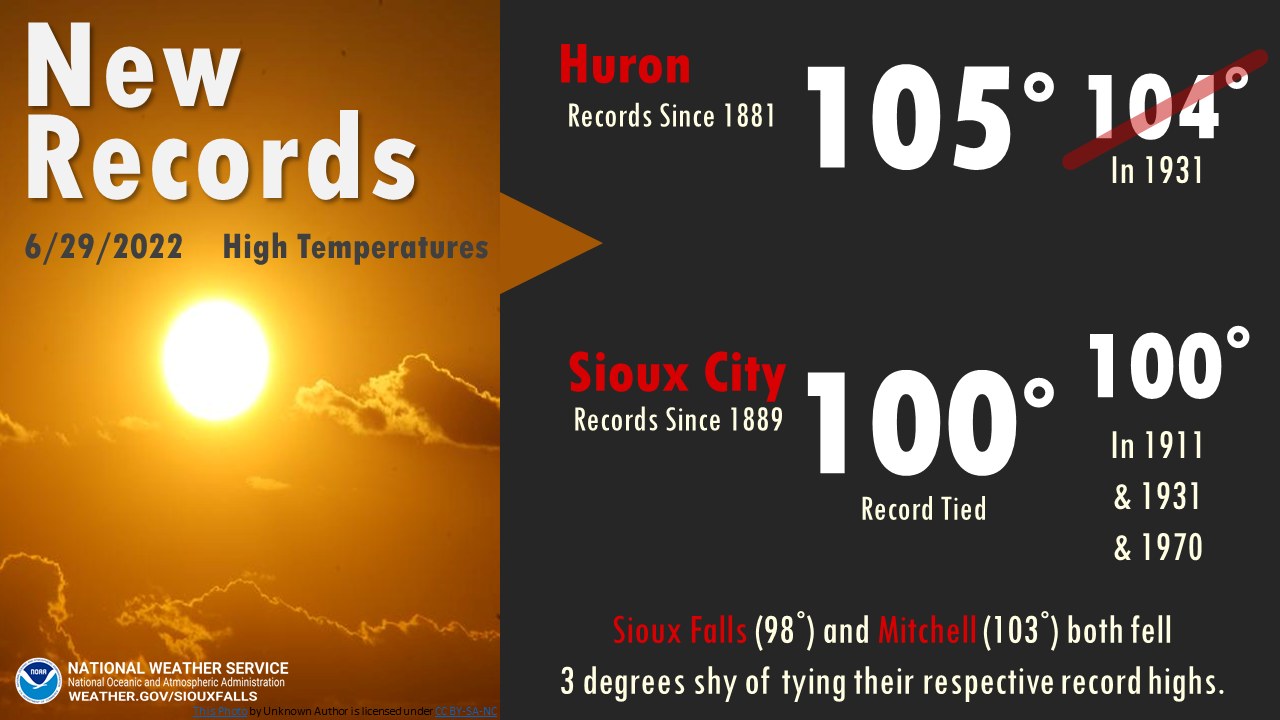 New
Records
6/29/2022 High Temperatures
Huron
Records Since 1881
105°
104°
In 1931
Sioux City
Records Since 1889
100°
Record Tied
100°
In 1911
& 1931
& 1970
Sioux Falls (98°) and Mitchell (103°) both fell
3 degrees shy of tying their respective record highs.
NOAA
NATIONAL WEATHER SERVICE
National Oceanic and Atmospheric Administration
WEATHER.GOV/SIOUXFALLS
This Photo by Unknown Author is licensed under CC BY-SA-NC